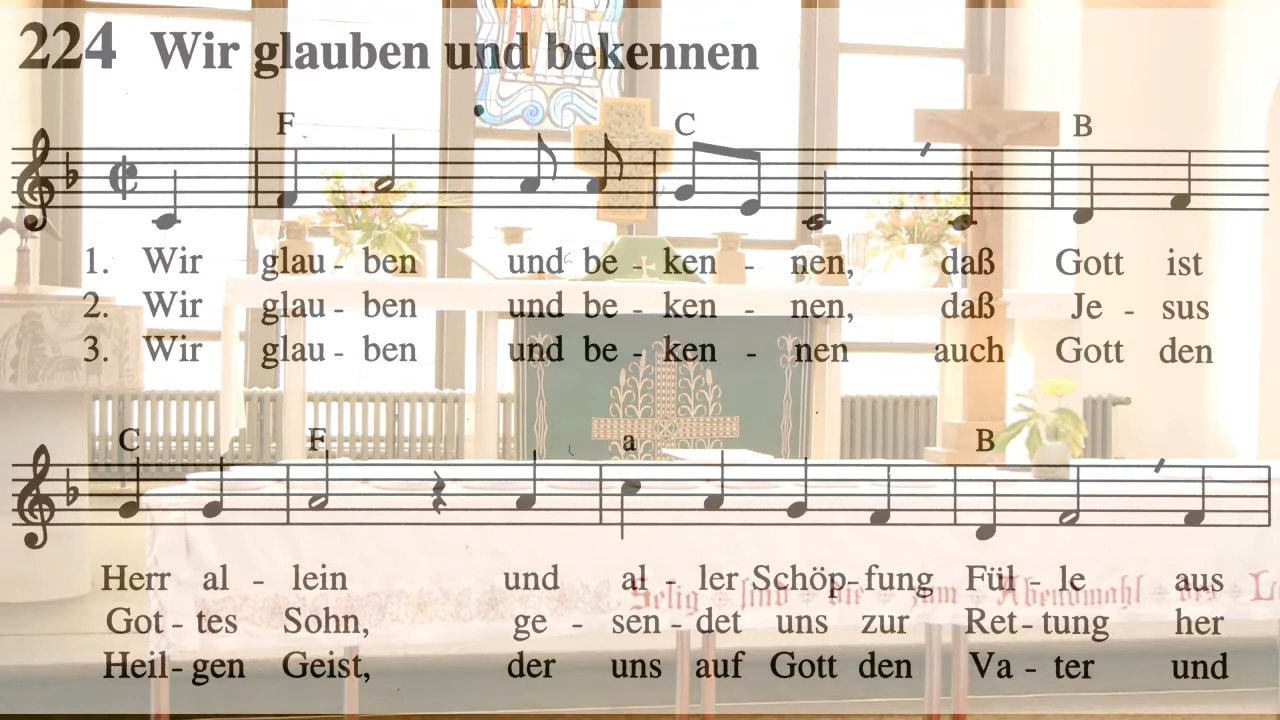 224 Wir glauben und bekennen
F C B
1. Wir glau - ben und be - ken - nen, daß Gott ist
2. Wir glau - ben und be - ken - nen, daß Je - sus
3. Wir glau - ben und be - ken - nen auch Gott den
C F a B
Herr al - lein und al - ler Schöp - fung Fül - le aus
Selig sind die zum Abendmahl des
Got - tes Sohn, ge - sen - det uns zur Ret - tung her
Heil - gen Geist, der uns auf Gott den Va - ter und